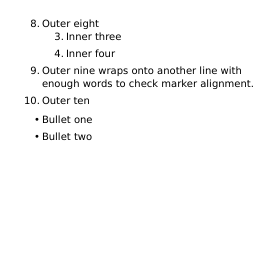 8. Outer eight
3. Inner three
4. Inner four
9. Outer nine wraps onto another line with
enough words to check marker alignment.
10. Outer ten
• Bullet one
• Bullet two